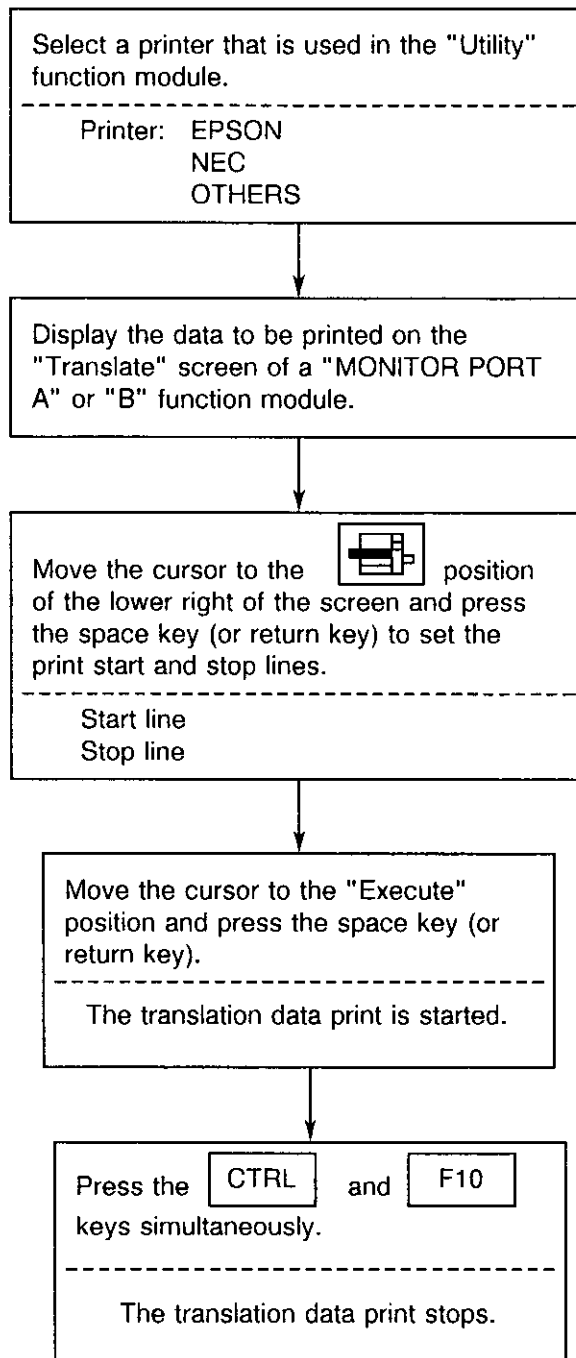 Select a printer that is used in the "Utility"
function module.
Printer: EPSON
NEC
OTHERS
Display the data to be printed on the
"Translate" screen of a "MONITOR PORT
A" or "B" function module.
Move the cursor to the position
of the lower right of the screen and press
the space key (or return key) to set the
print start and stop lines.
Start line
Stop line
Move the cursor to the "Execute"
position and press the space key (or
return key).
The translation data print is started.
Press the CTRL and F10
keys simultaneously.
The translation data print stops.